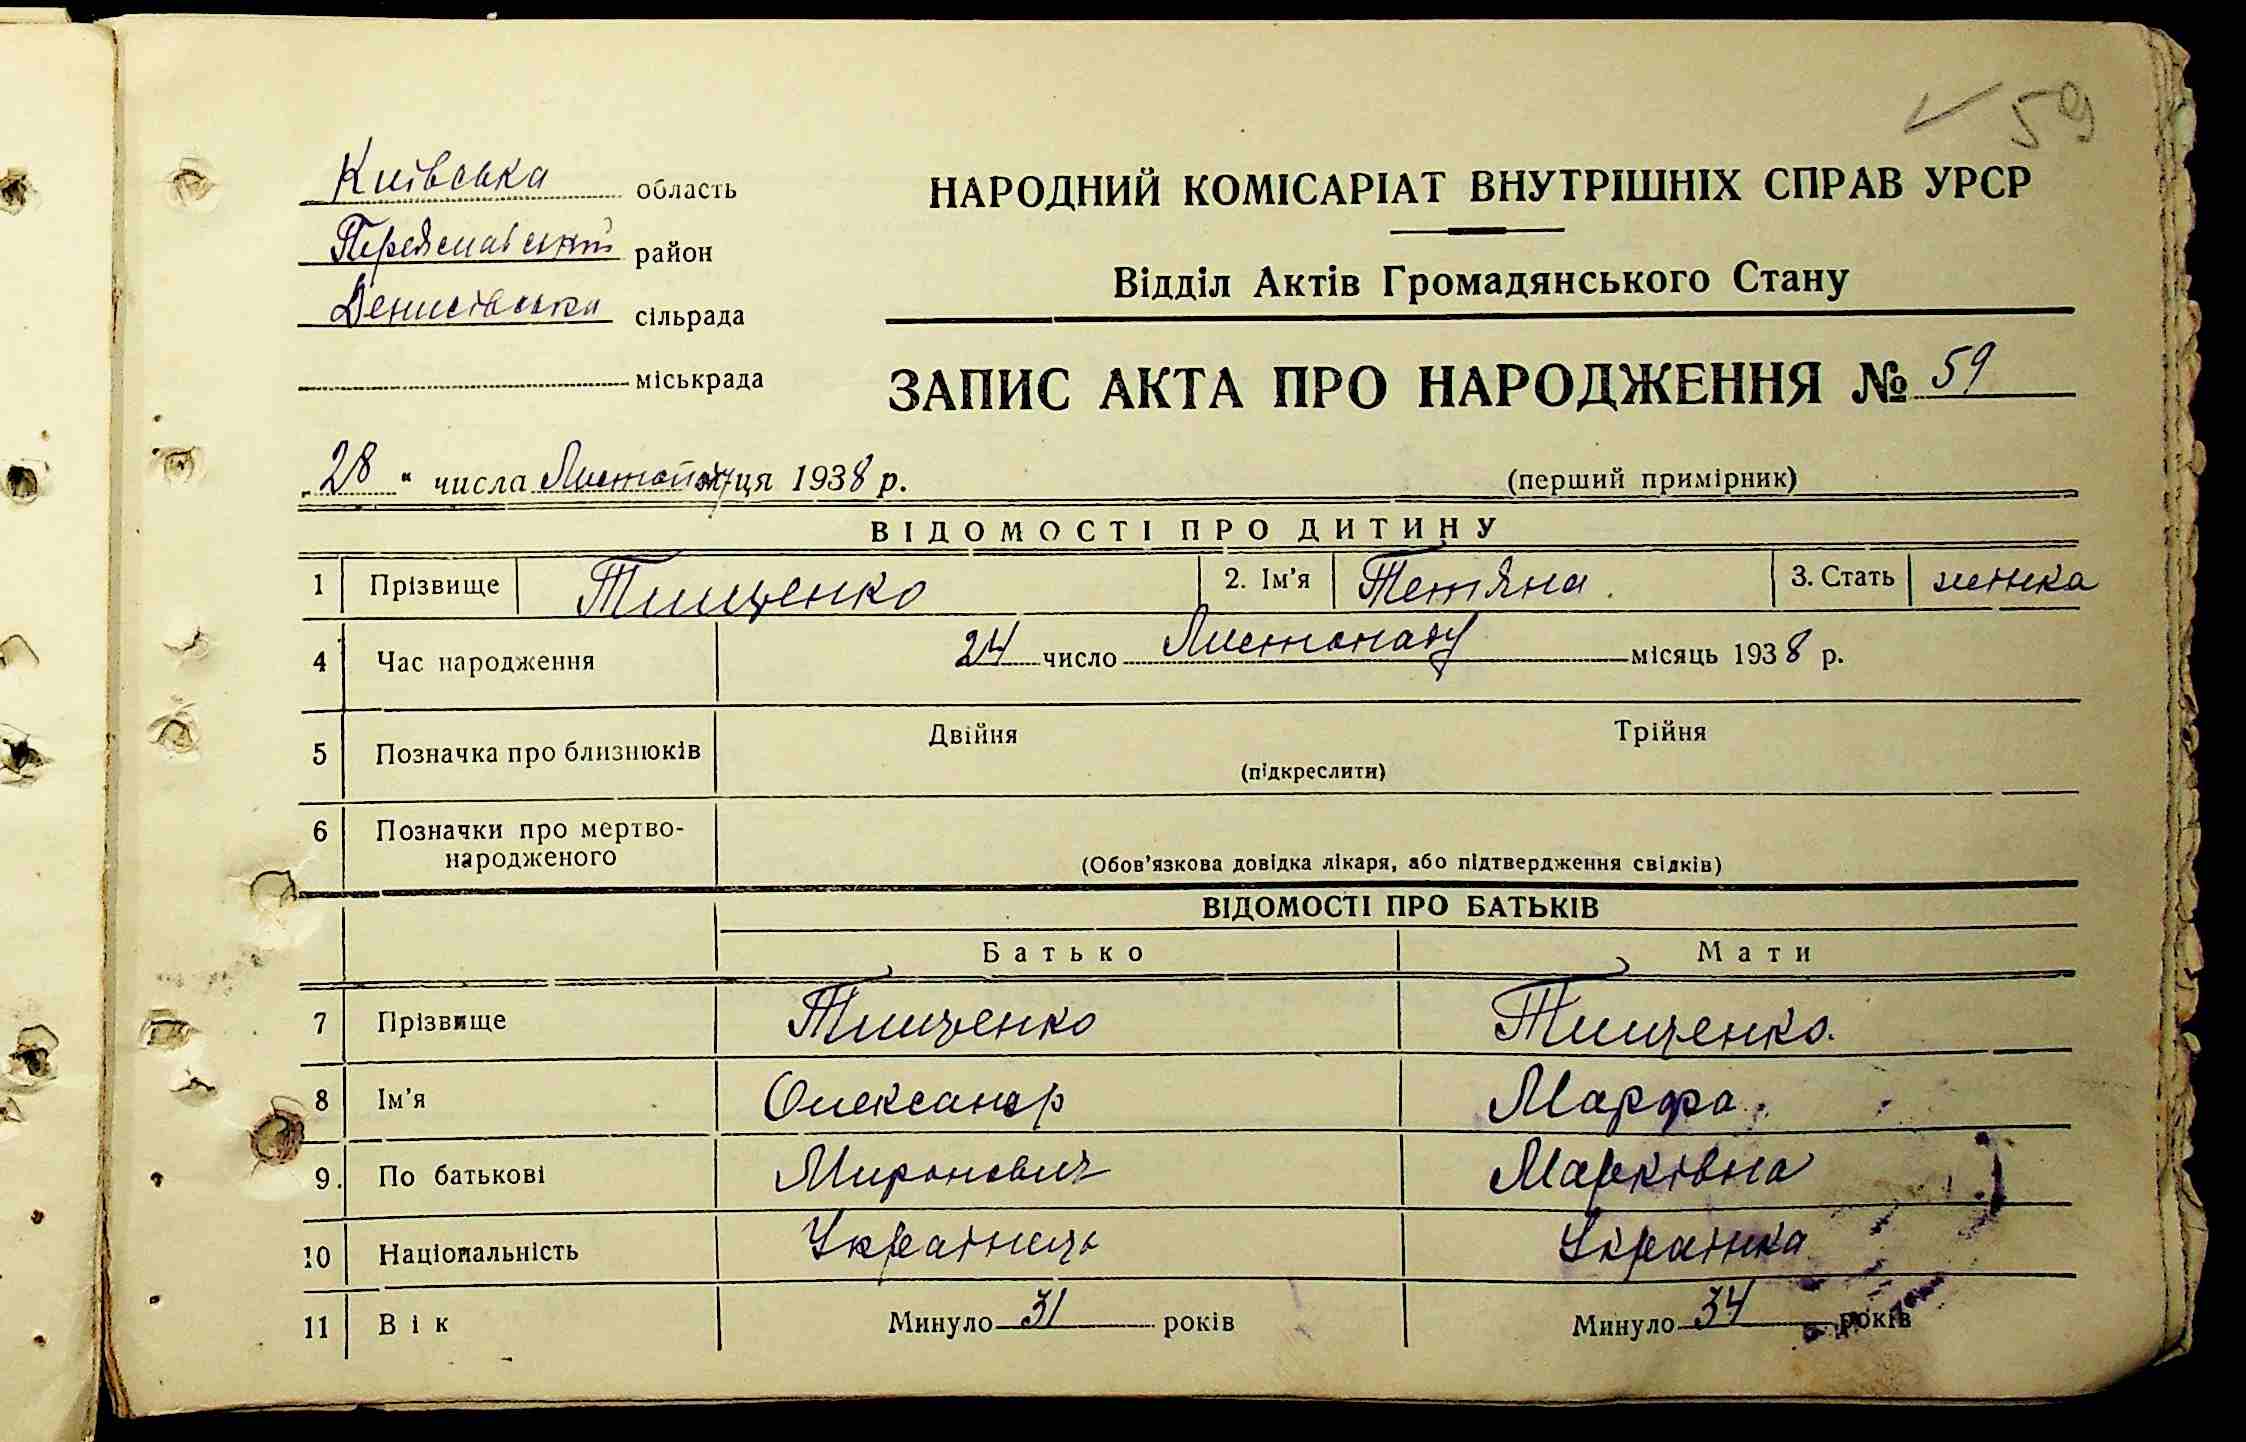 59
Київська область
НАРОДНИЙ КОМІСАРІАТ ВНУТРІШНІХ СПРАВ УРСР
Переяславський район
Відділ Актів Громадянського Стану
Денисівська сільрада
міськрада
ЗАПИС АКТА ПРО НАРОДЖЕННЯ № 59
„28“ числа Листопаду ця 1938 р.
(перший примірник)
ВІДОМОСТІ ПРО ДИТИНУ
1 Прізвище Тищенко 2. Ім'я Тетяна. 3. Стать женка
4 Час народження 24 число Листопаду місяць 1938 р.
5 Позначка про близнюків Двійня Трійня
(підкреслити)
6 Позначки про мертво-
народженого
(Обов'язкова довідка лікаря, або підтвердження свідків)
ВІДОМОСТІ ПРО БАТЬКІВ
Батько Мати
7 Прізвище Тищенко Тищенко.
8 Ім'я Олександр Марфа.
9. По батькові Миронович Марківна
10 Національність Українець Українка
11 Вік Минуло 31 років Минуло 34 років